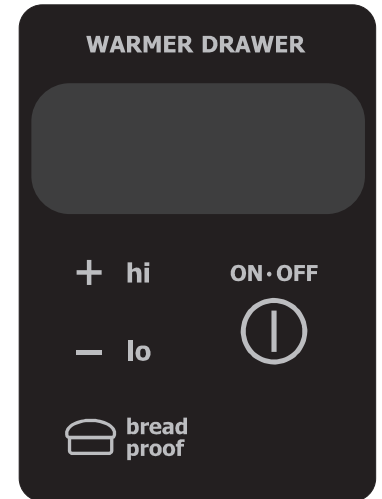 WARMER DRAWER
+ hi
ON·OFF
– lo
bread
proof